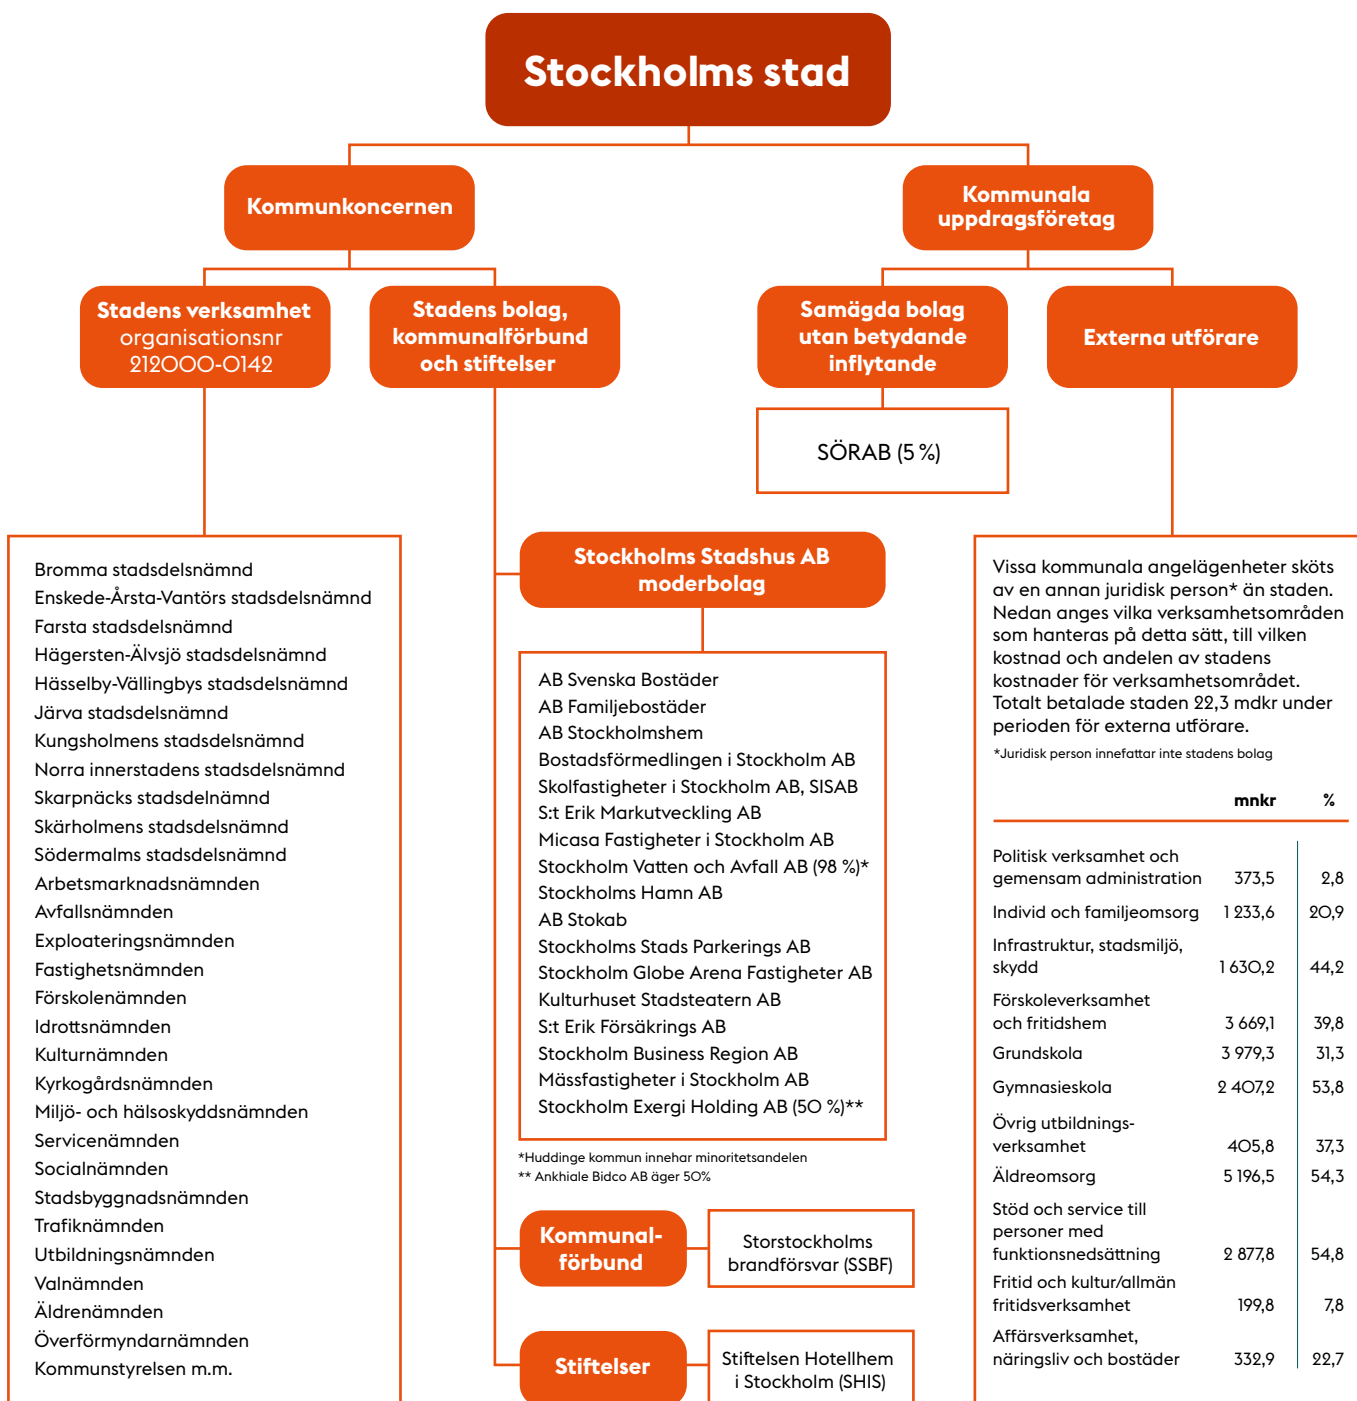 Stockholms stad
Kommunkoncernen
Kommunala
uppdragsföretag
Stadens verksamhet
organisationsnr
212000-0142
Stadens bolag,
kommunalförbund
och stiftelser
Samägda bolag
utan betydande
inflytande
Externa utförare
SÖRAB (5 %)
Bromma stadsdelsnämnd
Enskede-Årsta-Vantörs stadsdelsnämnd
Farsta stadsdelsnämnd
Hägersten-Älvsjö stadsdelsnämnd
Hässelby-Vällingbys stadsdelsnämnd
Järva stadsdelsnämnd
Kungsholmens stadsdelsnämnd
Norra innerstadens stadsdelsnämnd
Skarpnäcks stadsdelnämnd
Skärholmens stadsdelsnämnd
Södermalms stadsdelsnämnd
Arbetsmarknadsnämnden
Avfallsnämnden
Exploateringsnämnden
Fastighetsnämnden
Förskolenämnden
Idrottsnämnden
Kulturnämnden
Kyrkogårdsnämnden
Miljö- och hälsoskyddsnämnden
Servicenämnden
Socialnämnden
Stadsbyggnadsnämnden
Trafiknämnden
Utbildningsnämnden
Valnämnden
Äldrenämnden
Överförmyndarnämnden
Kommunstyrelsen m.m.
Stockholms Stadshus AB
moderbolag
AB Svenska Bostäder
AB Familjebostäder
AB Stockholmshem
Bostadsförmedlingen i Stockholm AB
Skolfastigheter i Stockholm AB, SISAB
S:t Erik Markutveckling AB
Micasa Fastigheter i Stockholm AB
Stockholm Vatten och Avfall AB (98 %)*
Stockholms Hamn AB
AB Stokab
Stockholms Stads Parkerings AB
Stockholm Globe Arena Fastigheter AB
Kulturhuset Stadsteatern AB
S:t Erik Försäkrings AB
Stockholm Business Region AB
Mässfastigheter i Stockholm AB
Stockholm Exergi Holding AB (50 %)**
*Huddinge kommun innehar minoritetsandelen
** Ankhiale Bidco AB äger 50%
Kommunal-
förbund
Storstockholms
brandförsvar (SSBF)
Stiftelser
Stiftelsen Hotellhem
i Stockholm (SHIS)
Vissa kommunala angelägenheter sköts
av en annan juridisk person* än staden.
Nedan anges vilka verksamhetsområden
som hanteras på detta sätt, till vilken
kostnad och andelen av stadens
kostnader för verksamhetsområdet.
Totalt betalade staden 22,3 mdkr under
perioden för externa utförare.
*Juridisk person innefattar inte stadens bolag
mnkr %
Politisk verksamhet och
gemensam administration 373,5 2,8
Individ och familjeomsorg 1 233,6 20,9
Infrastruktur, stadsmiljö,
skydd 1 630,2 44,2
Förskoleverksamhet
och fritidshem 3 669,1 39,8
Grundskola 3 979,3 31,3
Gymnasieskola 2 407,2 53,8
Övrig utbildnings-
verksamhet 405,8 37,3
Äldreomsorg 5 196,5 54,3
Stöd och service till
personer med
funktionsnedsättning 2 877,8 54,8
Fritid och kultur/allmän
fritidsverksamhet 199,8 7,8
Affärsverksamhet,
näringsliv och bostäder 332,9 22,7